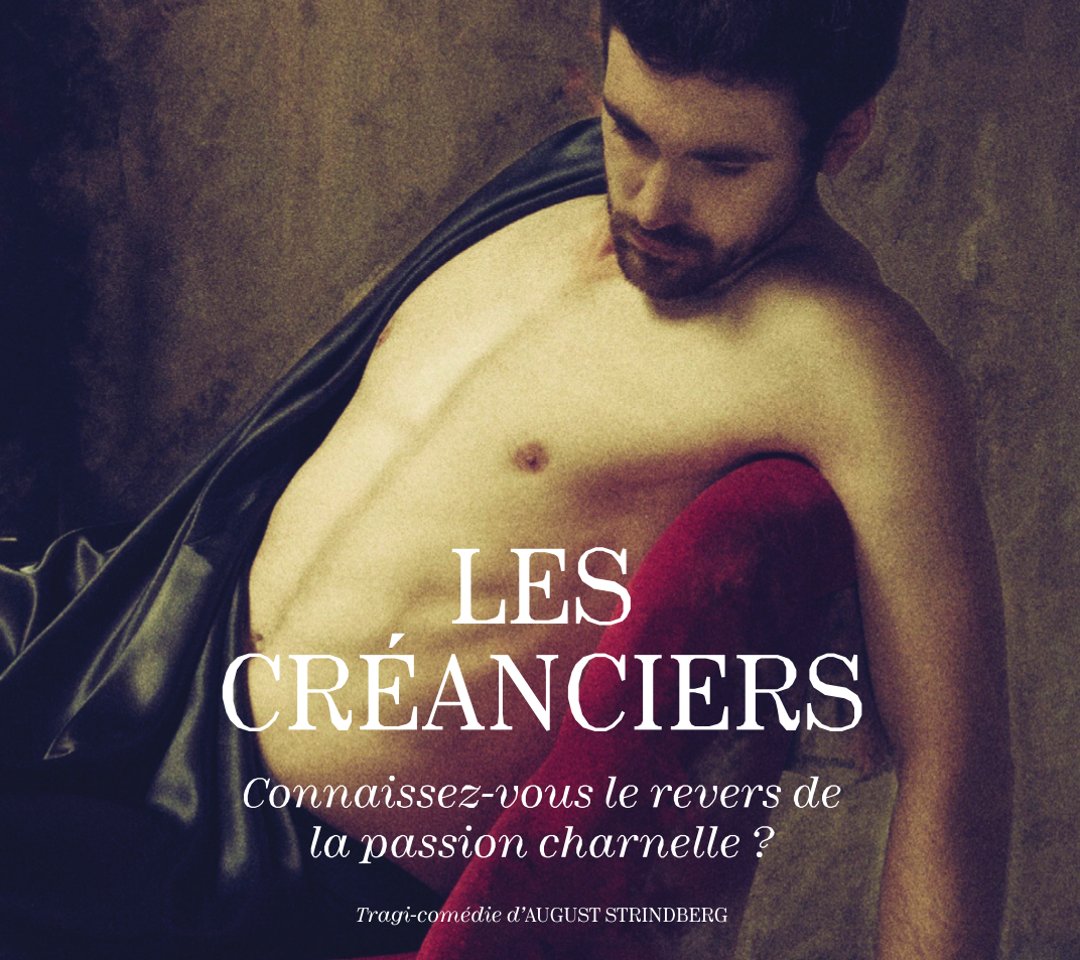 LES
CRÉANCIERS
Connaissez-vous le revers de
la passion charnelle ?
Tragi-comédie d'AUGUST STRINDBERG